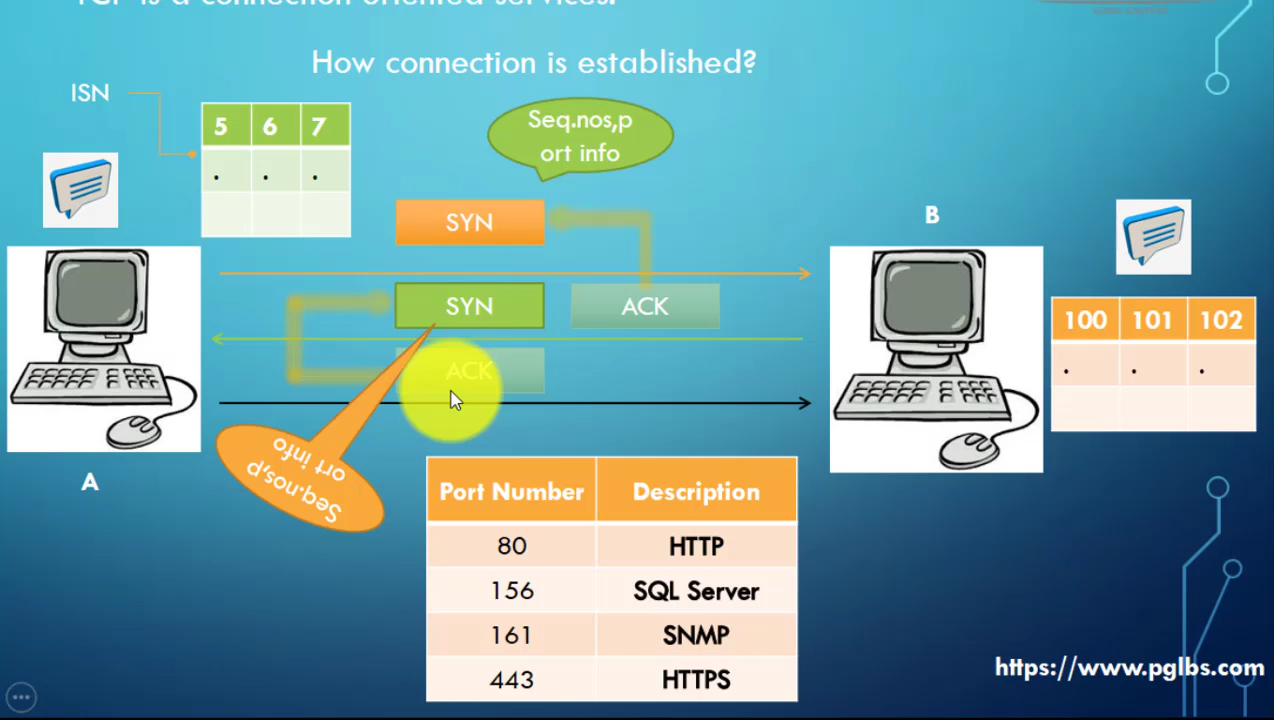 TCP is a connection oriented services.
How connection is established?
ISN
5 6 7
. . .
Seq.nos,p
ort info
SYN
B
SYN
ACK
100 101 102
. . .
ACK
Seq.nos,p
ort info
A
Port Number Description
80 HTTP
156 SQL Server
161 SNMP
443 HTTPS
https://www.pglbs.com